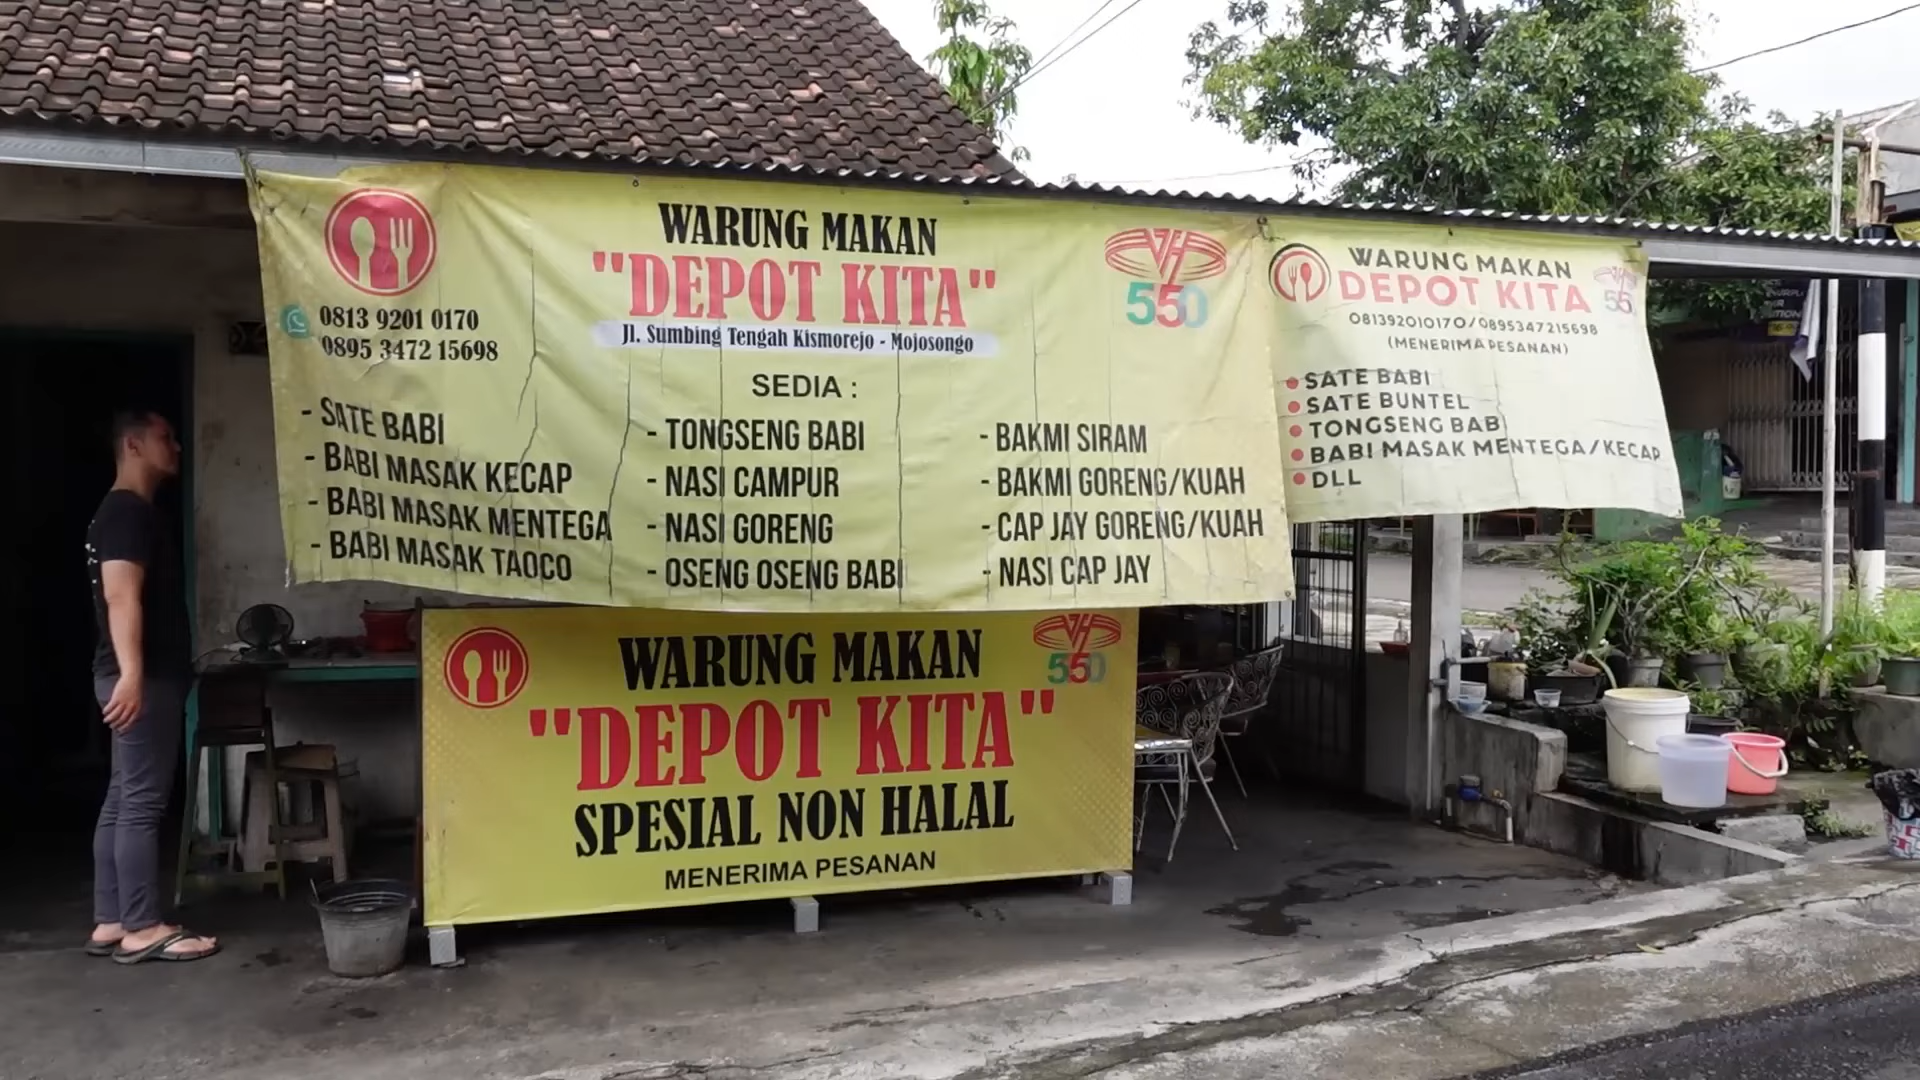 WARUNG MAKAN
"DEPOT KITA"
Jl. Sumbing Tengah Kismorejo - Mojosongo
0813 9201 0170
0895 3472 15698
VH
550
SEDIA :
- SATE BABI
- BABI MASAK KECAP
- BABI MASAK MENTEGA
- BABI MASAK TAOCO
- TONGSENG BABI
- NASI CAMPUR
- NASI GORENG
- OSENG OSENG BABI
- BAKMI SIRAM
- BAKMI GORENG/KUAH
- CAP JAY GORENG/KUAH
- NASI CAP JAY
WARUNG MAKAN
DEPOT KITA
VH
550
081392010170/0895347215698
(MENERIMA PESANAN)
SATE BABI
SATE BUNTEL
TONGSENG BABI
BABI MASAK MENTEGA/KECAP
DLL
WARUNG MAKAN
"DEPOT KITA"
SPESIAL NON HALAL
MENERIMA PESANAN
VH
550